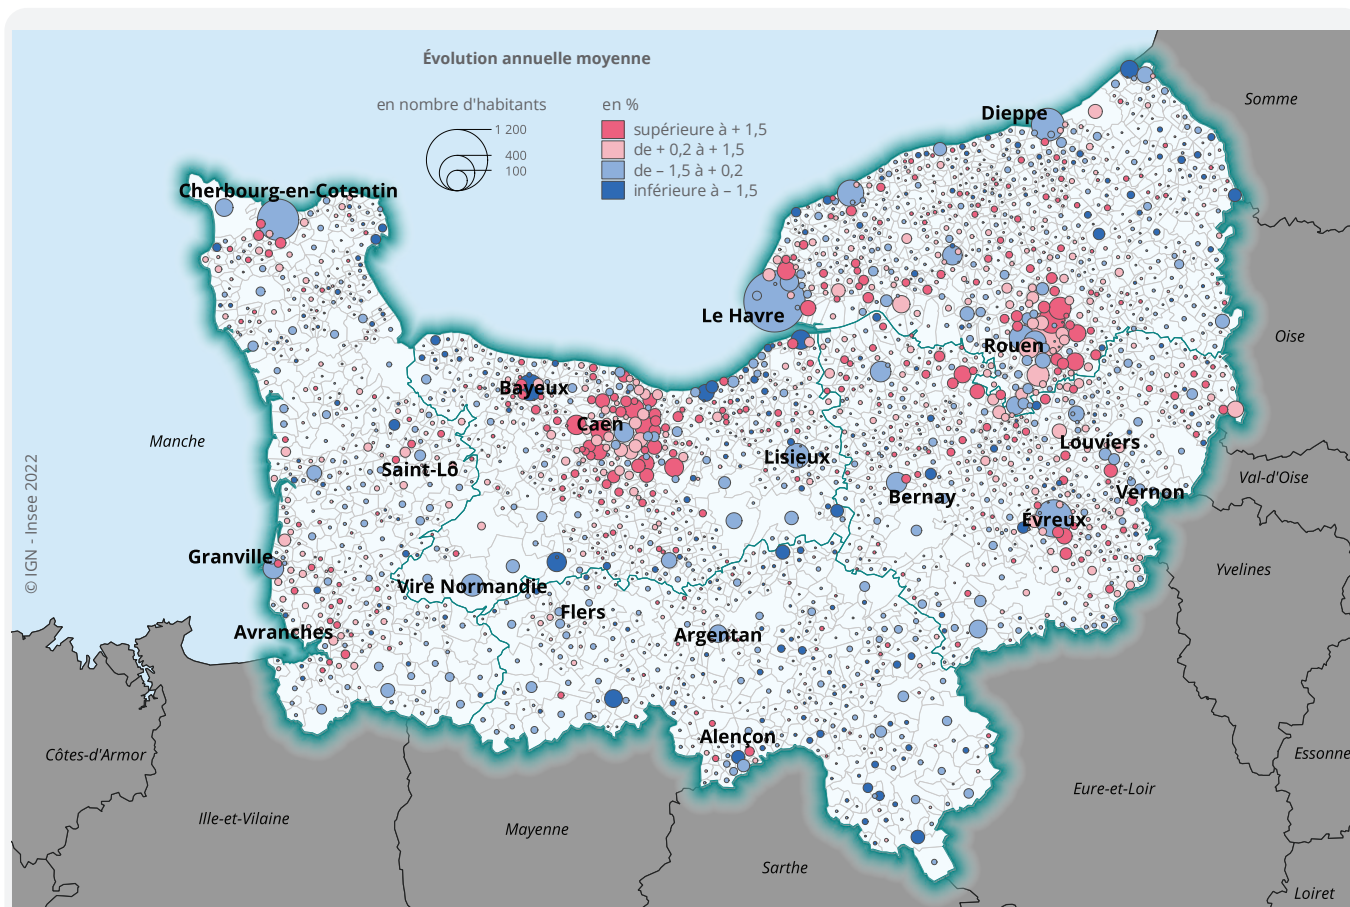 Évolution annuelle moyenne
en nombre d'habitants
en %
1 200
400
100
supérieure à + 1,5
de + 0,2 à + 1,5
de – 1,5 à + 0,2
inférieure à – 1,5
Somme
Dieppe
Cherbourg-en-Cotentin
Le Havre
Oise
Rouen
Bayeux
Caen
Manche
Louviers
Saint-Lô
Lisieux
Val-d'Oise
Bernay
Vernon
Évreux
© IGN - Insee 2022
Granville
Yvelines
Vire Normandie
Flers
Avranches
Argentan
Alençon
Côtes-d'Armor
Essonne
Eure-et-Loir
Ille-et-Vilaine
Mayenne
Sarthe
Loiret